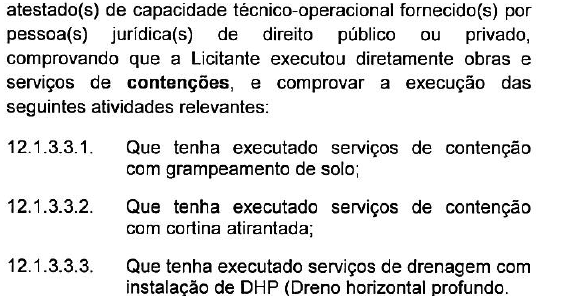 atestado(s) de capacidade técnico-operacional fornecido(s) por
pessoa(s) jurídica(s) de direito público ou privado,
comprovando que a Licitante executou diretamente obras e
serviços de contenções, e comprovar a execução das
seguintes atividades relevantes:
12.1.3.3.1. Que tenha executado serviços de contenção
com grampeamento de solo;
12.1.3.3.2. Que tenha executado serviços de contenção
com cortina atirantada;
12.1.3.3.3. Que tenha executado serviços de drenagem com
instalação de DHP (Dreno horizontal profundo.